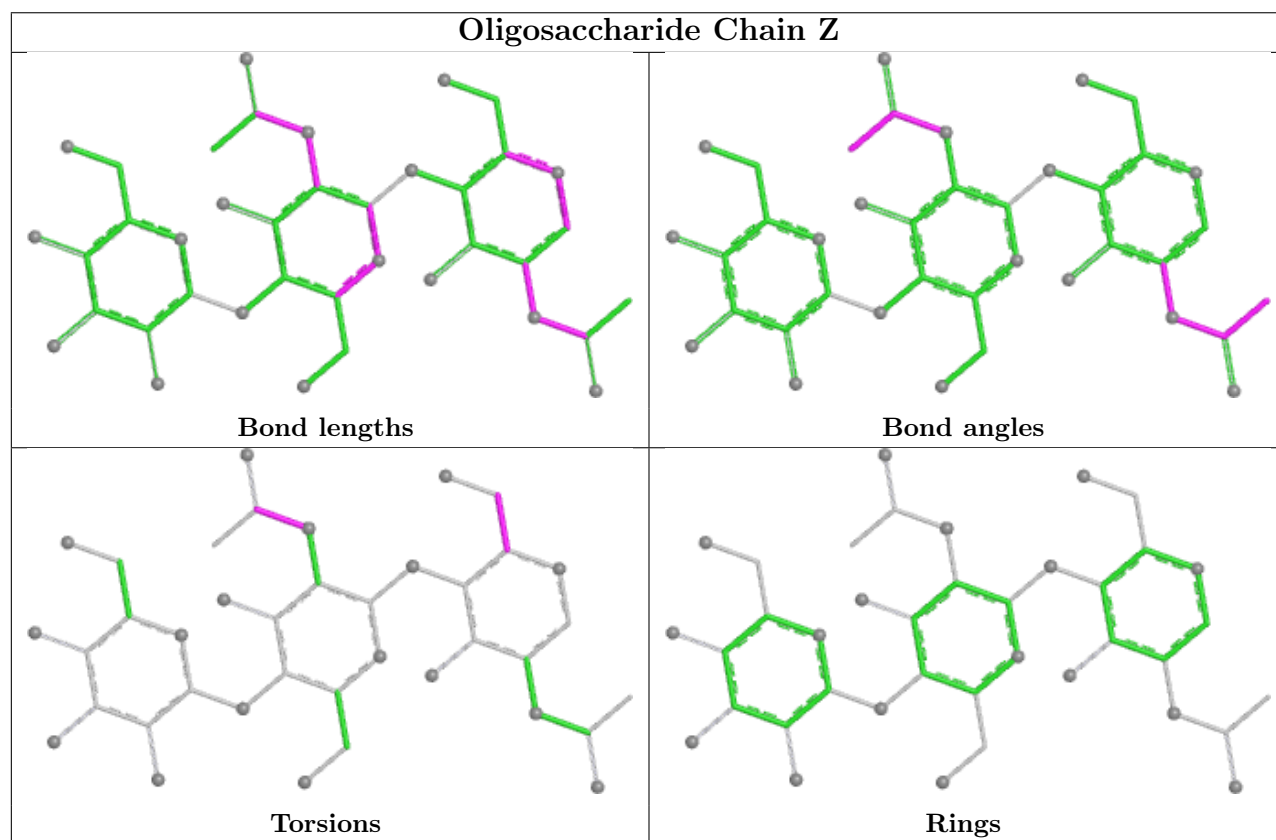 Oligosaccharide Chain Z
Bond lengths
Bond angles
Torsions
Rings